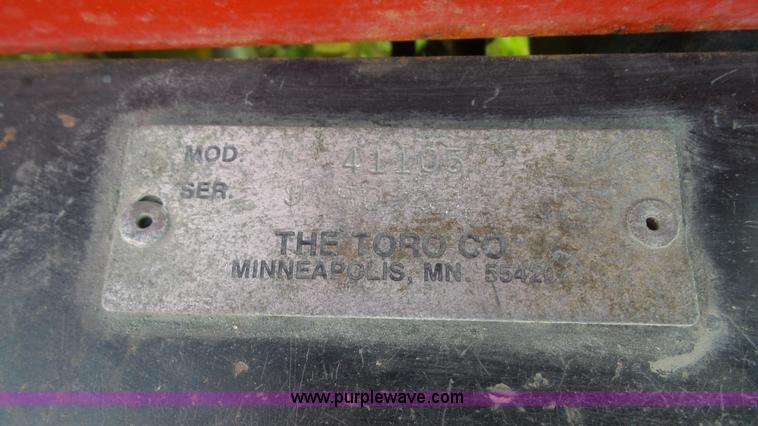 MOD. 41105
SER.
THE TORO CO.
MINNEAPOLIS, MN. 55420
www.purplewave.com